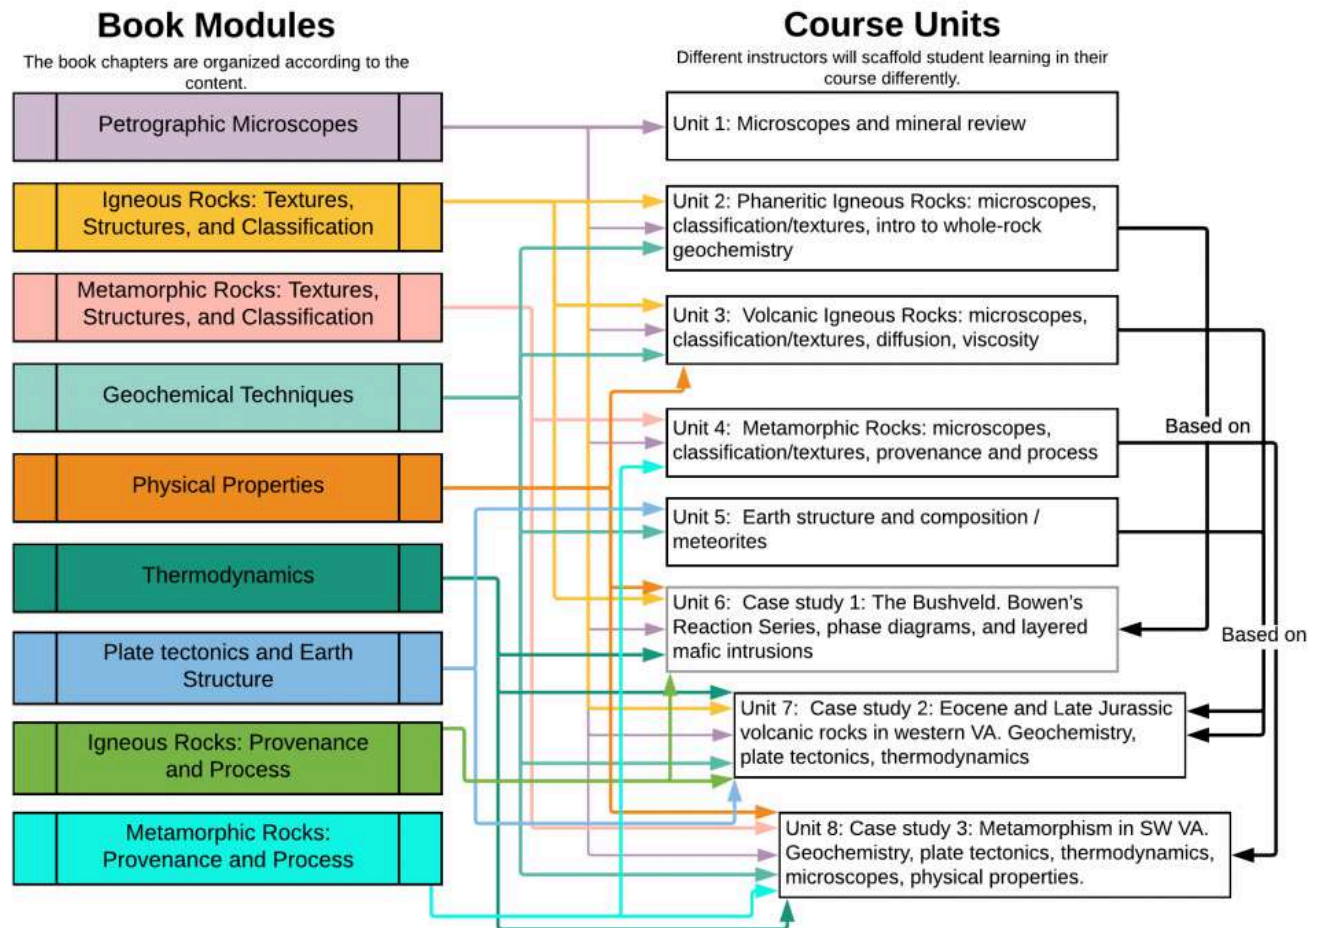 Book Modules
The book chapters are organized according to the
content.
Petrographic Microscopes
Igneous Rocks: Textures,
Structures, and Classification
Metamorphic Rocks: Textures,
Structures, and Classification
Geochemical Techniques
Physical Properties
Thermodynamics
Plate tectonics and Earth
Structure
Igneous Rocks: Provenance
and Process
Metamorphic Rocks:
Provenance and Process
Course Units
Different instructors will scaffold student learning in their
course differently.
Unit 1: Microscopes and mineral review
Unit 2: Phaneritic Igneous Rocks: microscopes,
classification/textures, intro to whole-rock
geochemistry
Unit 3:  Volcanic Igneous Rocks: microscopes,
classification/textures, diffusion, viscosity
Unit 4:  Metamorphic Rocks: microscopes,
classification/textures, provenance and process
Unit 5:  Earth structure and composition /
meteorites
Unit 6:  Case study 1: The Bushveld. Bowen's
Reaction Series, phase diagrams, and layered
mafic intrusions
Unit 7:  Case study 2: Eocene and Late Jurassic
volcanic rocks in western VA. Geochemistry,
plate tectonics, thermodynamics
Unit 8: Case study 3: Metamorphism in SW VA.
Geochemistry, plate tectonics, thermodynamics,
microscopes, physical properties.
Based on
Based on